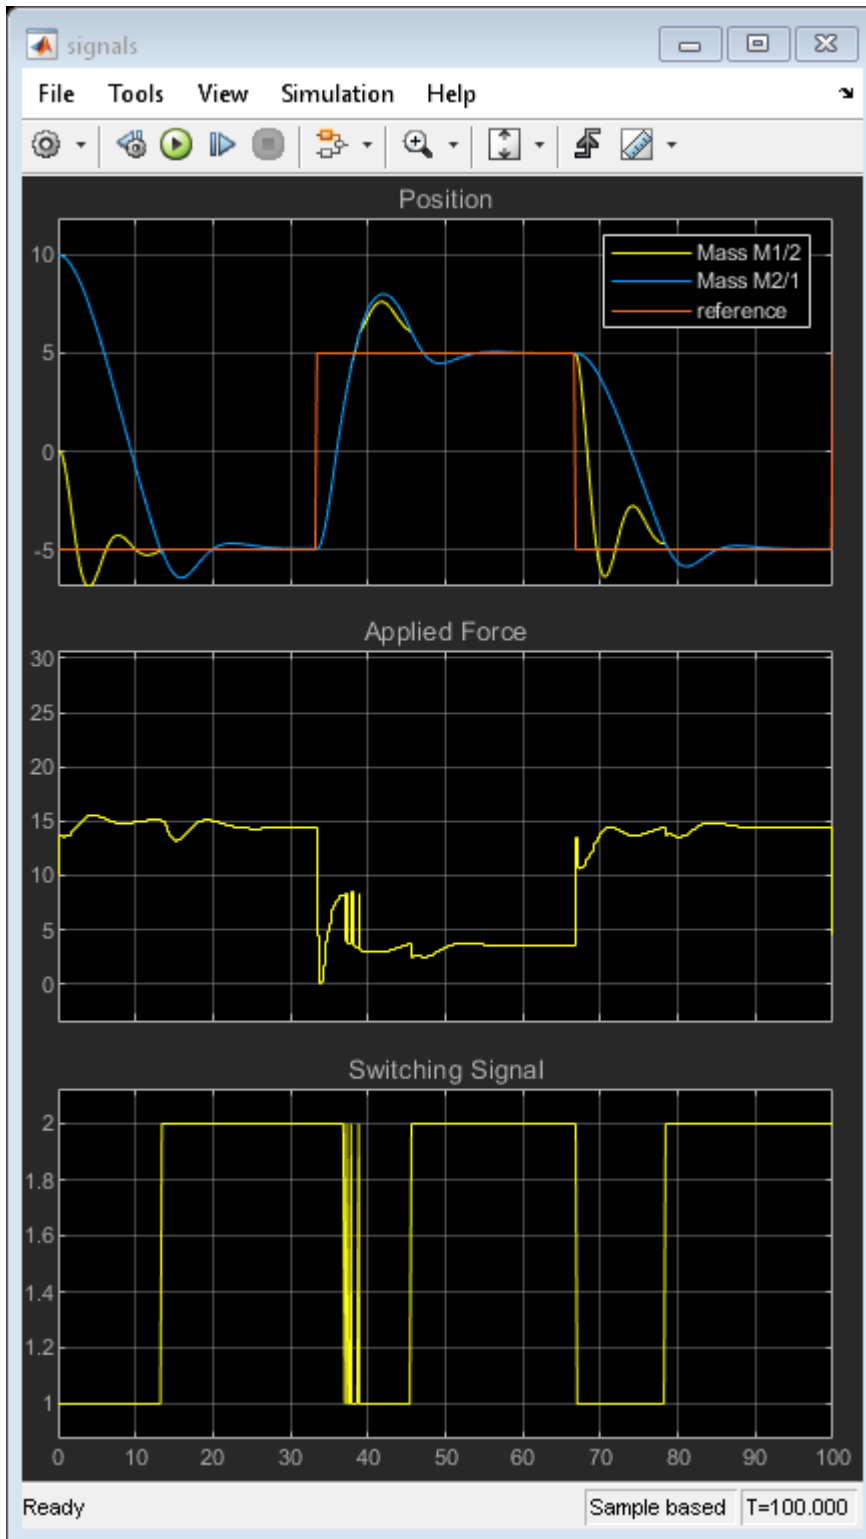 signals
File Tools View Simulation Help
Position
10
5
0
-5
Mass M1/2
Mass M2/1
reference
Applied Force
30
25
20
15
10
5
0
Switching Signal
2
1.8
1.6
1.4
1.2
1
0 10 20 30 40 50 60 70 80 90 100
Ready Sample based T=100.000